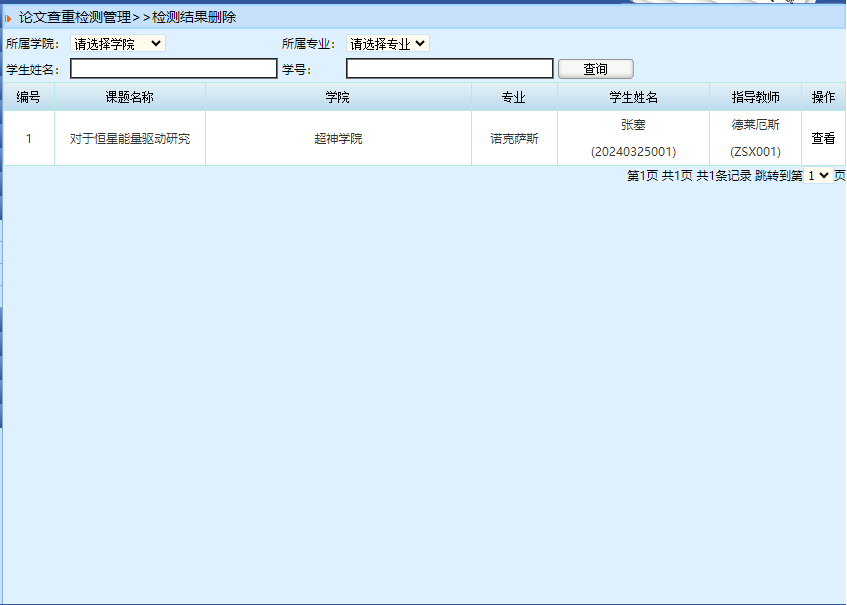 论文查重检测管理>>检测结果删除
所属学院： 请选择学院 所属专业： 请选择专业
学生姓名： 学号： 查询
编号 课题名称 学院 专业 学生姓名 指导教师 操作
1 对于恒星能量驱动研究 超神学院 诺克萨斯 张塞 (20240325001) 德莱厄斯 (ZSX001) 查看
第1页 共1页 共1条记录 跳转到第 1 页